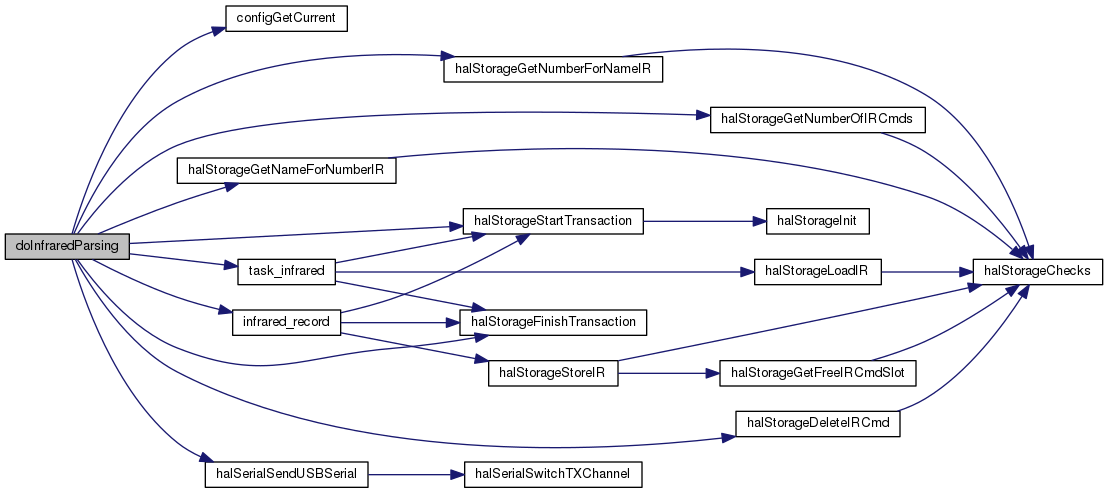 configGetCurrent
halStorageGetNumberForNameIR
halStorageGetNumberOfIRCmds
halStorageGetNameForNumberIR
halStorageStartTransaction
halStorageInit
doInfraredParsing
task_infrared
halStorageLoadIR
halStorageChecks
infrared_record
halStorageFinishTransaction
halStorageStoreIR
halStorageGetFreeIRCmdSlot
halStorageDeleteIRCmd
halSerialSendUSBSerial
halSerialSwitchTXChannel